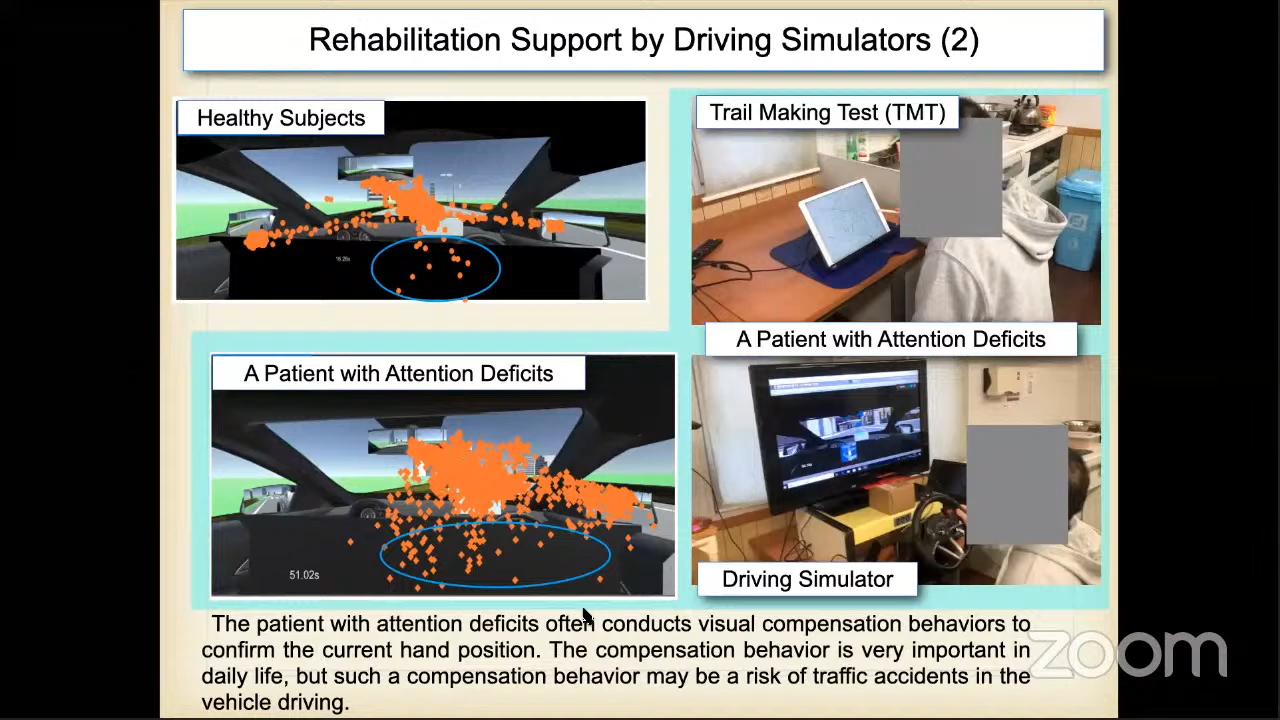 Rehabilitation Support by Driving Simulators (2)
Healthy Subjects
Trail Making Test (TMT)
A Patient with Attention Deficits
A Patient with Attention Deficits
51.02s
Driving Simulator
The patient with attention deficits often conducts visual compensation behaviors to
confirm the current hand position. The compensation behavior is very important in
daily life, but such a compensation behavior may be a risk of traffic accidents in the
vehicle driving.
zoom